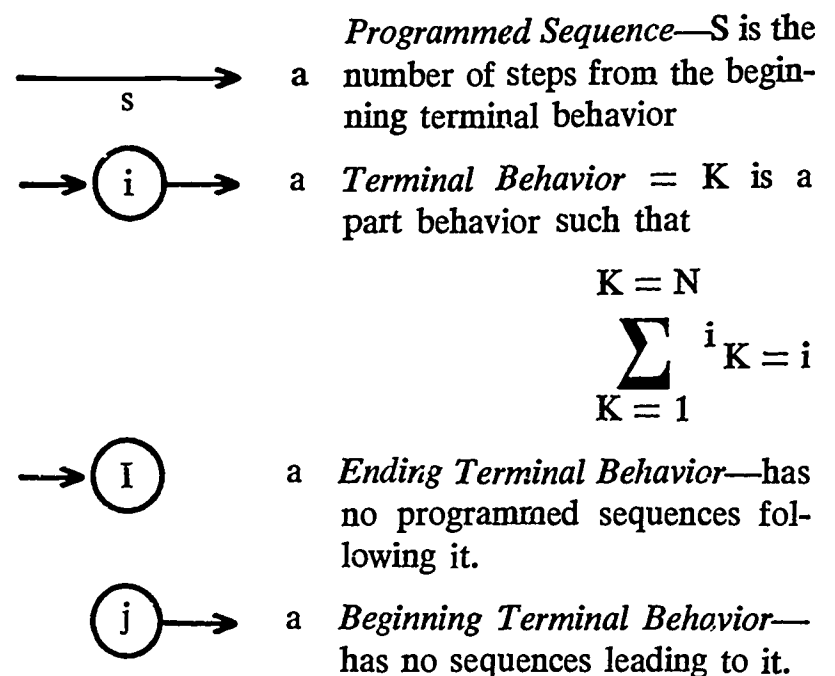 Programmed Sequence—S is the
a number of steps from the begin-
s
ning terminal behavior
i a Terminal Behavior = K is a
part behavior such that
K = N
∑ i K = i
K = 1
I a Ending Terminal Behavior—has
no programmed sequences fol-
lowing it.
j a Beginning Terminal Behavior—
has no sequences leading to it.